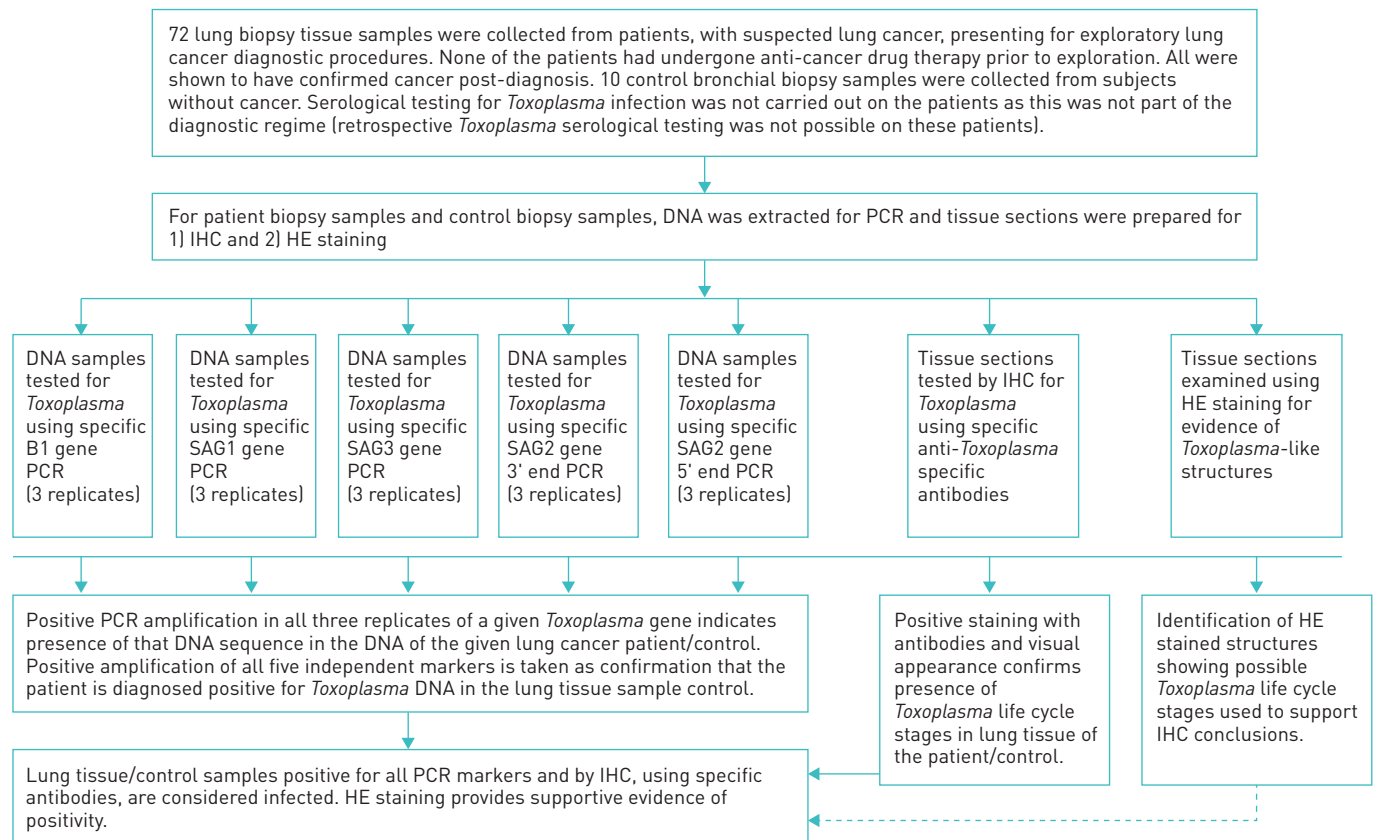 72 lung biopsy tissue samples were collected from patients, with suspected lung cancer, presenting for exploratory lung
cancer diagnostic procedures. None of the patients had undergone anti-cancer drug therapy prior to exploration. All were
shown to have confirmed cancer post-diagnosis. 10 control bronchial biopsy samples were collected from subjects
without cancer. Serological testing for Toxoplasma infection was not carried out on the patients as this was not part of the
diagnostic regime (retrospective Toxoplasma serological testing was not possible on these patients).
For patient biopsy samples and control biopsy samples, DNA was extracted for PCR and tissue sections were prepared for
1) IHC and 2) HE staining
DNA samples
tested for
Toxoplasma
using specific
B1 gene
PCR
(3 replicates)
DNA samples
tested for
Toxoplasma
using specific
SAG1 gene
PCR
(3 replicates)
DNA samples
tested for
Toxoplasma
using specific
SAG3 gene
PCR
(3 replicates)
DNA samples
tested for
Toxoplasma
using specific
SAG2 gene
3' end PCR
(3 replicates)
DNA samples
tested for
Toxoplasma
using specific
SAG2 gene
5' end PCR
(3 replicates)
Tissue sections
tested by IHC for
Toxoplasma
using specific
anti-Toxoplasma
specific
antibodies
Tissue sections
examined using
HE staining for
evidence of
Toxoplasma-like
structures
Positive PCR amplification in all three replicates of a given Toxoplasma gene indicates
presence of that DNA sequence in the DNA of the given lung cancer patient/control.
Positive amplification of all five independent markers is taken as confirmation that the
patient is diagnosed positive for Toxoplasma DNA in the lung tissue sample control.
Positive staining with
antibodies and visual
appearance confirms
presence of
Toxoplasma life cycle
stages in lung tissue of
the patient/control.
Identification of HE
stained structures
showing possible
Toxoplasma life cycle
stages used to support
IHC conclusions.
Lung tissue/control samples positive for all PCR markers and by IHC, using specific
antibodies, are considered infected. HE staining provides supportive evidence of
positivity.